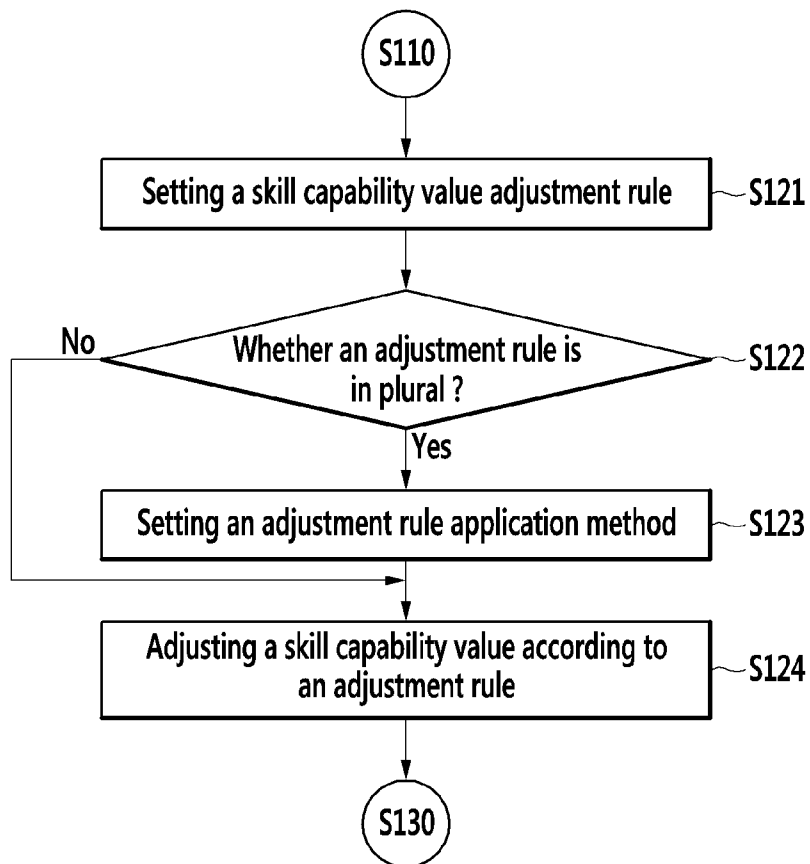 S110
Setting a skill capability value adjustment rule
S121
No
Whether an adjustment rule is
in plural ?
S122
Yes
Setting an adjustment rule application method
S123
Adjusting a skill capability value according to
an adjustment rule
S124
S130